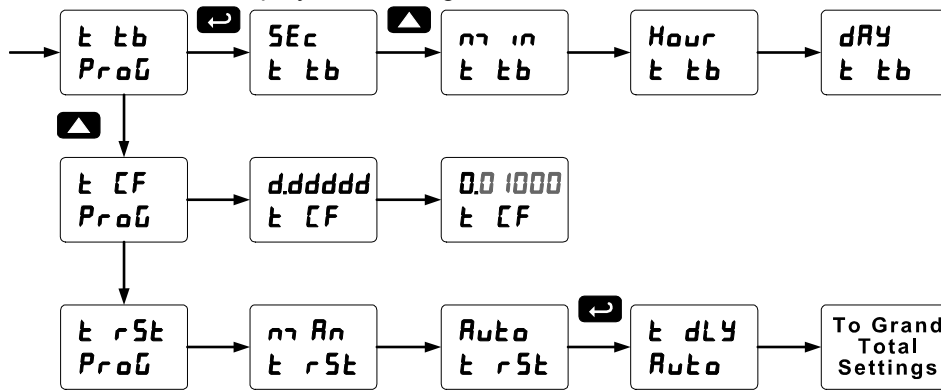 t tb
ProG
SEc
t tb
min
t tb
Hour
t tb
dAY
t tb
t CF
ProG
d.ddddd
t CF
0.01000
t CF
t rSt
ProG
mAn
t rSt
Auto
t rSt
t dLY
Auto
To Grand
Total
Settings